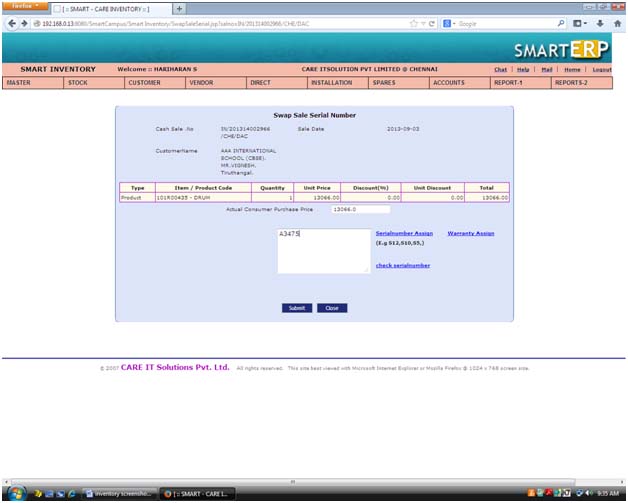 Firefox
[ :: SMART - CARE INVENTORY :: ]
192.168.0.13:8080/SmartCampus/Smart Inventory/SwapSaleSerial.jsp?salnoxIN/201314002966/CHE/DAC
Google
SMARTERP
SMART INVENTORY Welcome :: HARIHARAN S CARE ITSOLUTION PVT LIMITED @ CHENNAI Chat | Help | Mail | Home | Logout
MASTER STOCK CUSTOMER VENDOR DIRECT INSTALLATION SPARES ACCOUNTS REPORT-1 REPORTS-2
Swap Sale Serial Number
Cash Sale .No IN/201314002966 Sale Date 2013-09-03
/CHE/DAC
CustomerName AAA INTERNATIONAL
SCHOOL (CBSE).
MR.VIGNESH.
Tiruthangal.
Type Item / Product Code Quantity Unit Price Discount(%) Unit Discount Total
Product 101R00435 - DRUM 1 13066.00 0.00 0.00 13066.00
Actual Consumer Purchase Price 13066.0
A3475 Serialnumber Assign Warranty Assign
(E.g S12,S10,S5,)
check serialnumber
Submit Close
© 2007 CARE IT Solutions Pvt. Ltd. All rights reserved. This site best viewed with Microsoft Internet Explorer or Mozilla Firefox @ 1024 x 768 screen size.
inventory screensho... [ :: SMART - CARE I... 9:35 AM